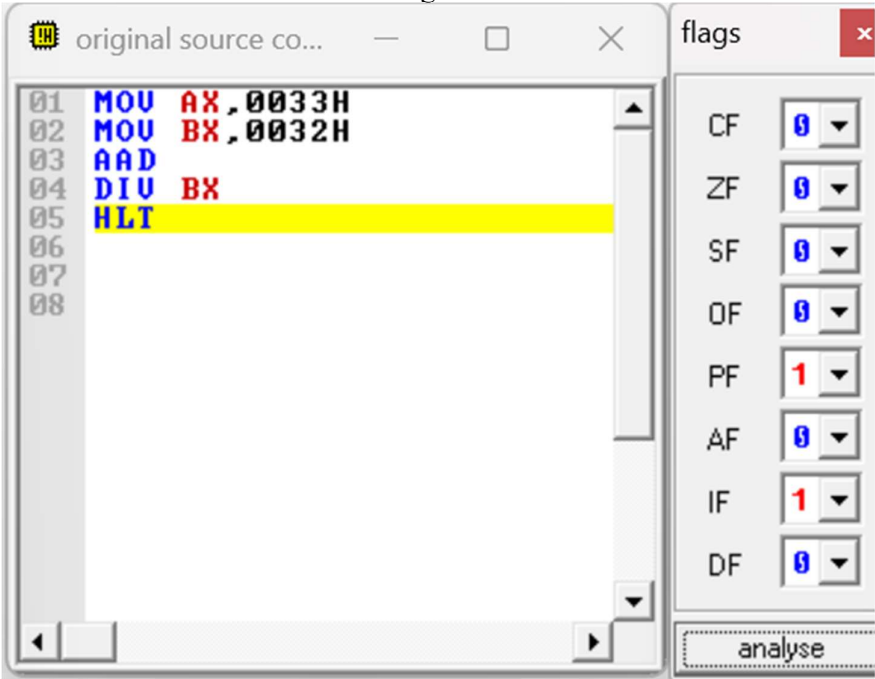 original source co...
01 MOV AX,0033H
02 MOV BX,0032H
03 AAD
04 DIV BX
05 HLT
06
07
08
flags
CF 0
ZF 0
SF 0
OF 0
PF 1
AF 0
IF 1
DF 0
analyse